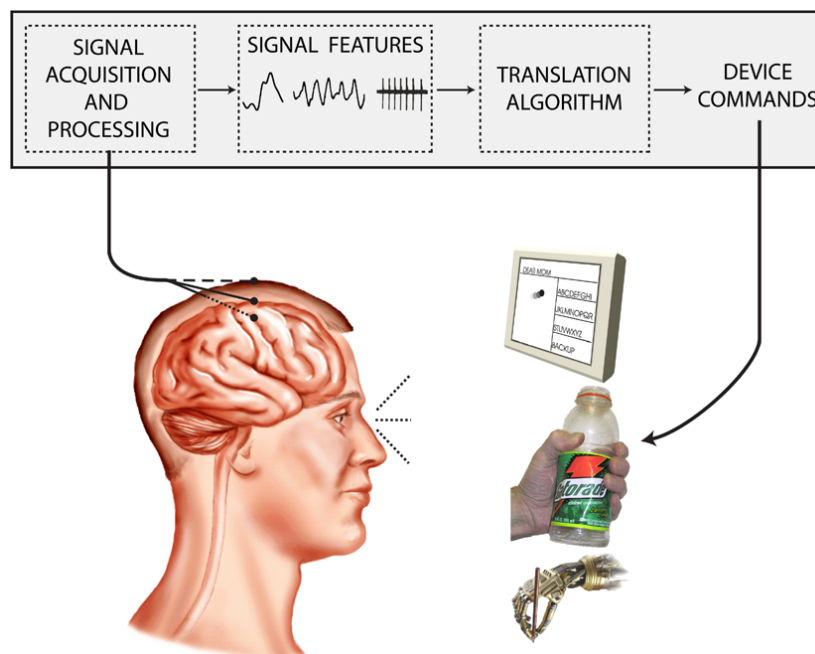 SIGNAL
ACQUISITION
AND
PROCESSING
SIGNAL FEATURES
TRANSLATION
ALGORITHM
DEVICE
COMMANDS
DEAR MOM
ABCDEFGHI
JKLMNOPQR
STUVWXYZ
BACKUP